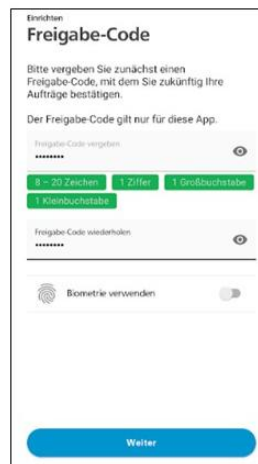 Einrichten
Freigabe-Code
Bitte vergeben Sie zunächst einen
Freigabe-Code, mit dem Sie zukünftig Ihre
Aufträge bestätigen.
Der Freigabe-Code gilt nur für diese App.
Freigabe-Code vergeben
••••••••
8 – 20 Zeichen 1 Ziffer 1 Großbuchstabe
1 Kleinbuchstabe
Freigabe-Code wiederholen
••••••••
Biometrie verwenden
Weiter